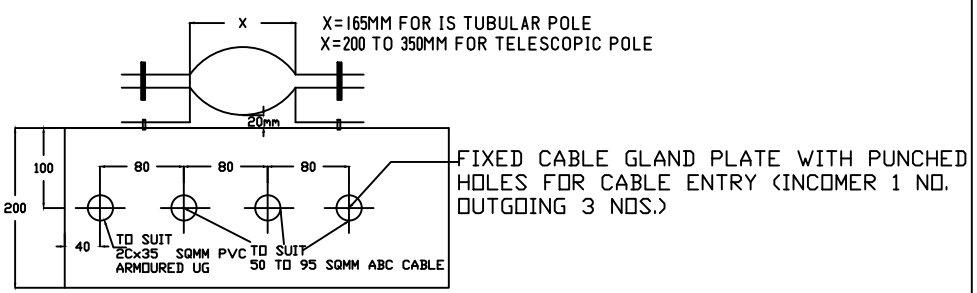 X
X=165MM FOR IS TUBULAR POLE
X=200 TO 350MM FOR TELESCOPIC POLE
20mm
100
80
80
80
200
40
TO SUIT
2Cx35 SQMM PVC
ARMOURED UG
TO SUIT
50 TO 95 SQMM ABC CABLE
FIXED CABLE GLAND PLATE WITH PUNCHED
HOLES FOR CABLE ENTRY (INCOMER 1 NO.
OUTGOING 3 NOS.)